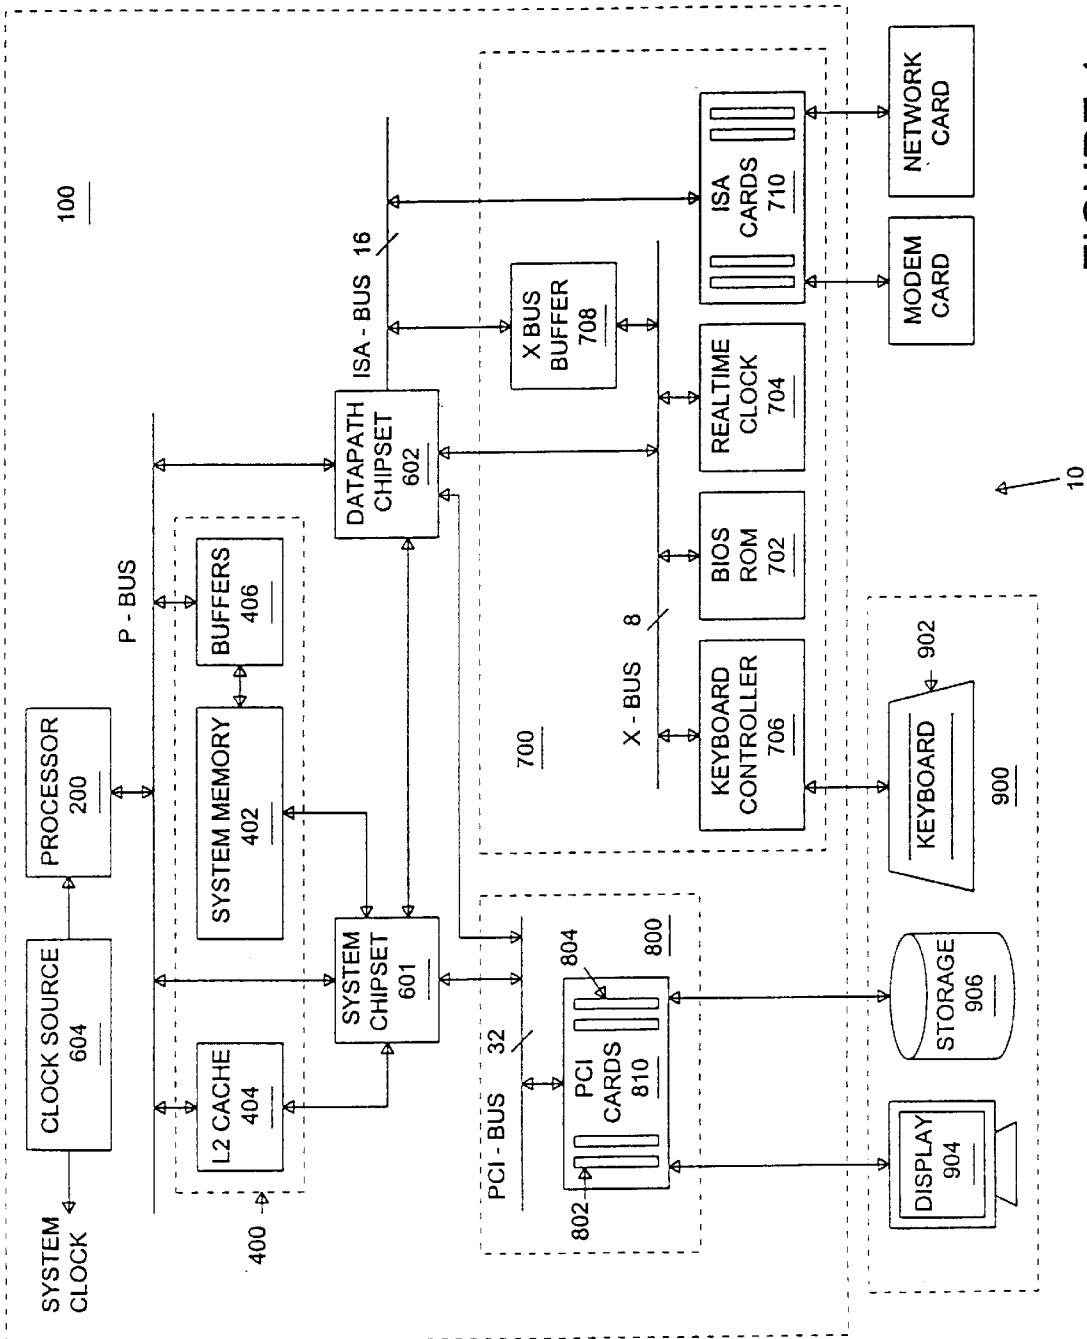 SYSTEM
CLOCK
CLOCK SOURCE
604
PROCESSOR
200
P - BUS
100
400
L2 CACHE
404
SYSTEM MEMORY
402
BUFFERS
406
SYSTEM
CHIPSET
601
DATAPATH
CHIPSET
602
ISA - BUS
16
PCI - BUS
32
802
PCI
CARDS
810
804
800
700
X BUS
BUFFER
708
X - BUS
8
KEYBOARD
CONTROLLER
706
BIOS
ROM
702
REALTIME
CLOCK
704
ISA
CARDS
710
DISPLAY
904
STORAGE
906
KEYBOARD
902
900
MODEM
CARD
NETWORK
CARD
10